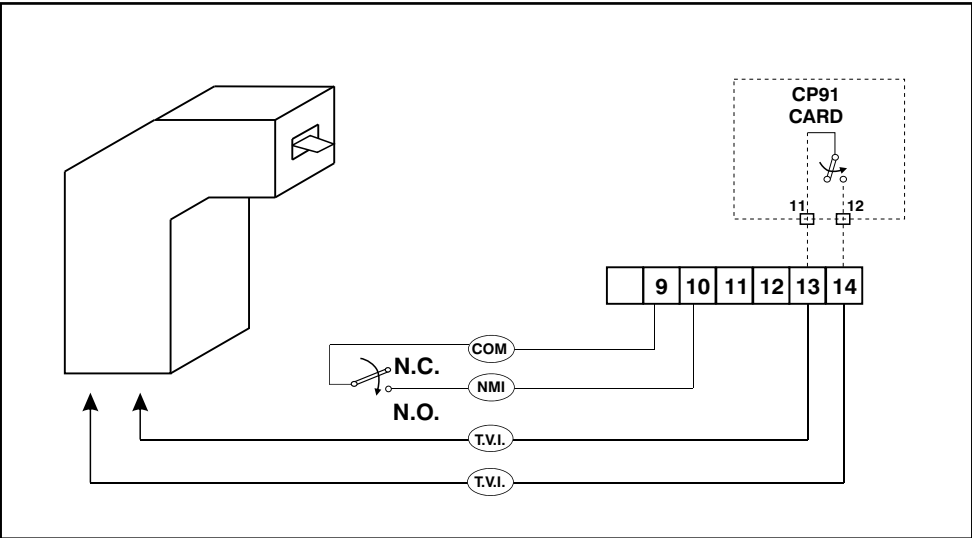 CP91
CARD
11 12
9 10 11 12 13 14
COM
N.C.
NMI
N.O.
T.V.I.
T.V.I.